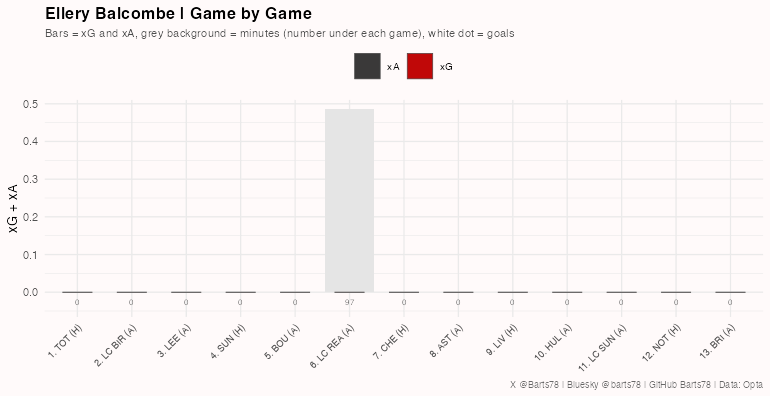 Ellery Balcombe | Game by Game
Bars = xG and xA, grey background = minutes (number under each game), white dot = goals
xA xG
xG + xA
0.5
0.4
0.3
0.2
0.1
0.0
0 0 0 0 0 97 0 0 0 0 0 0 0
1. TOT (H)
2. LC BIR (A)
3. LEE (A)
4. SUN (H)
5. BOU (A)
6. LC REA (A)
7. CHE (H)
8. AST (A)
9. LIV (H)
10. HUL (A)
11. LC SUN (A)
12. NOT (H)
13. BRI (A)
X @Barts78 | Bluesky @barts78 | GitHub Barts78 | Data: Opta